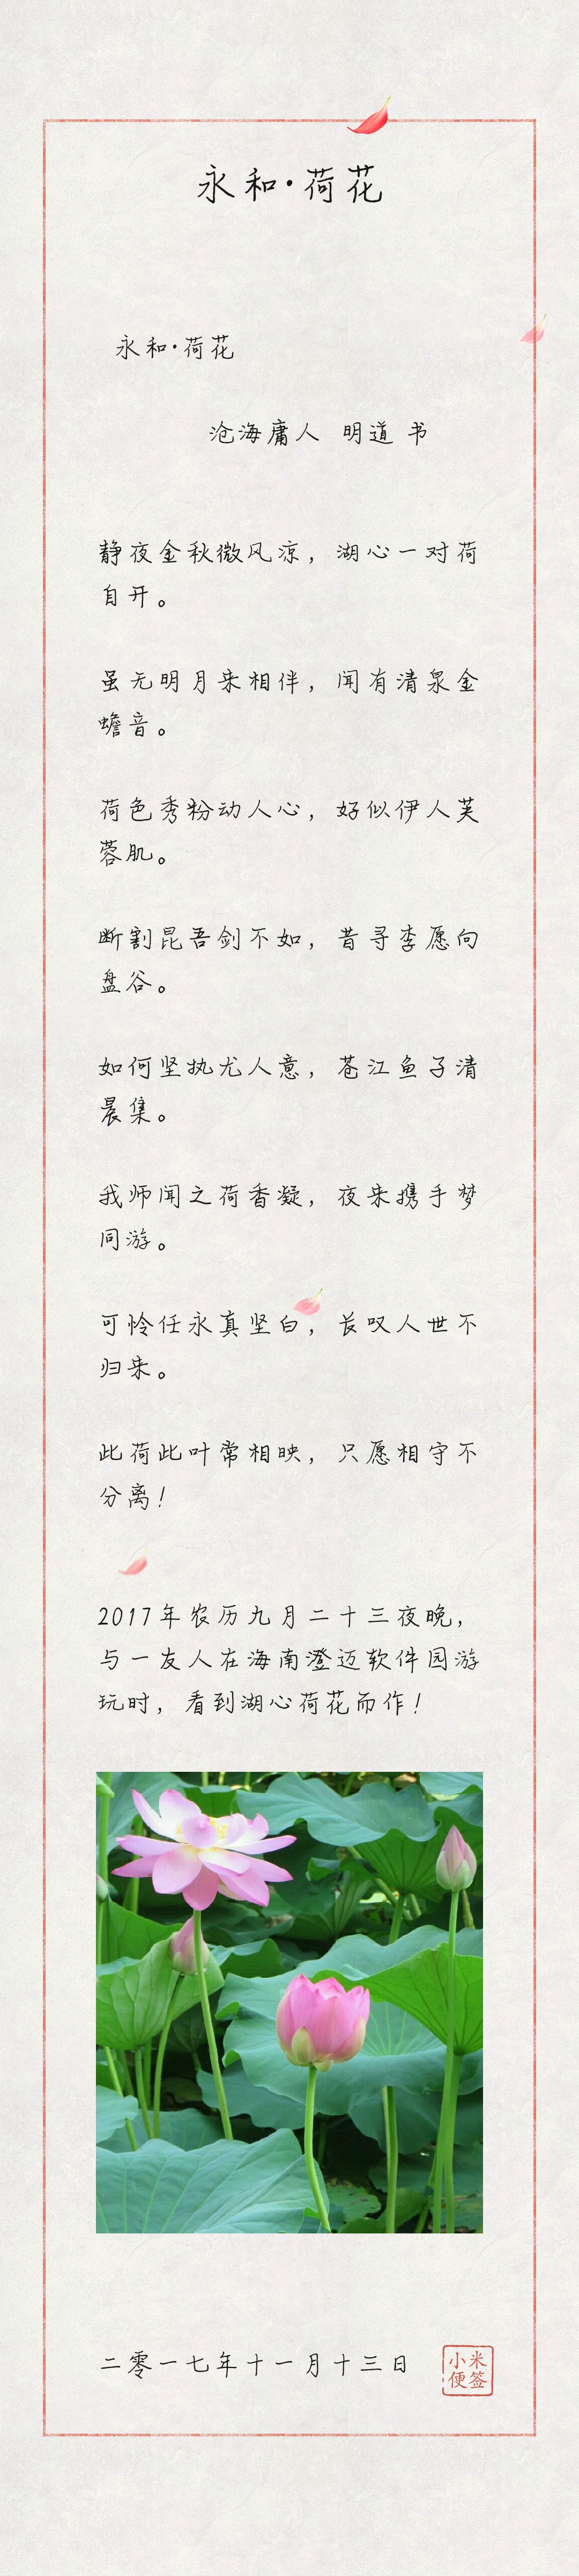 永和·荷花
永和·荷花
沧海庸人 明道 书
静夜金秋微风凉，湖心一对荷
自开。
虽无明月来相伴，闻有清泉金
蟾音。
荷色秀粉动人心，好似伊人芙
蓉肌。
断割昆吾剑不如，昔寻李愿向
盘谷。
如何坚执尤人意，苍江鱼子清
晨集。
我师闻之荷香凝，夜来携手梦
同游。
可怜任永真坚白，长叹人世不
归来。
此荷此叶常相映，只愿相守不
分离！
2017年农历九月二十三夜晚，
与一友人在海南澄迈软件园游
玩时，看到湖心荷花而作！
二零一七年十一月十三日
小米
便签